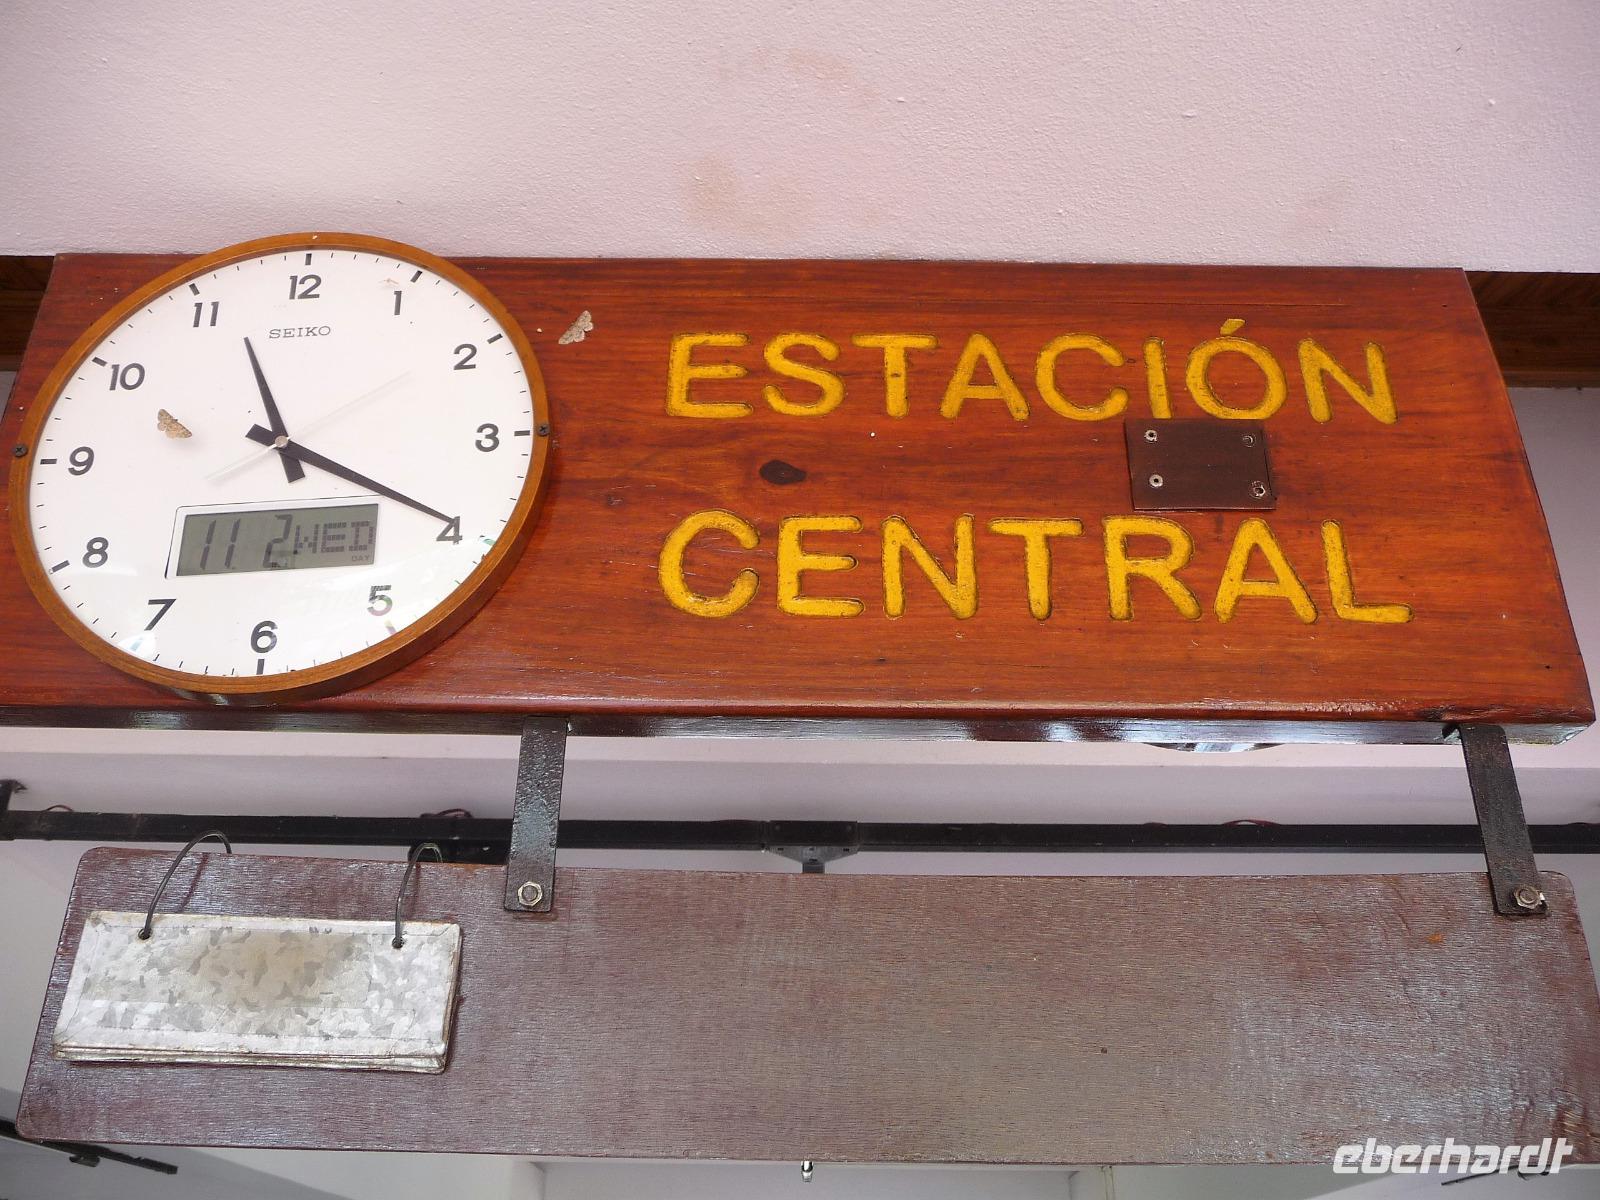 12
11
1
10
SEIKO
2
9
3
8
11. 2 WED
DAY
4
7
5
6
ESTACIÓN
CENTRAL
eberhardt